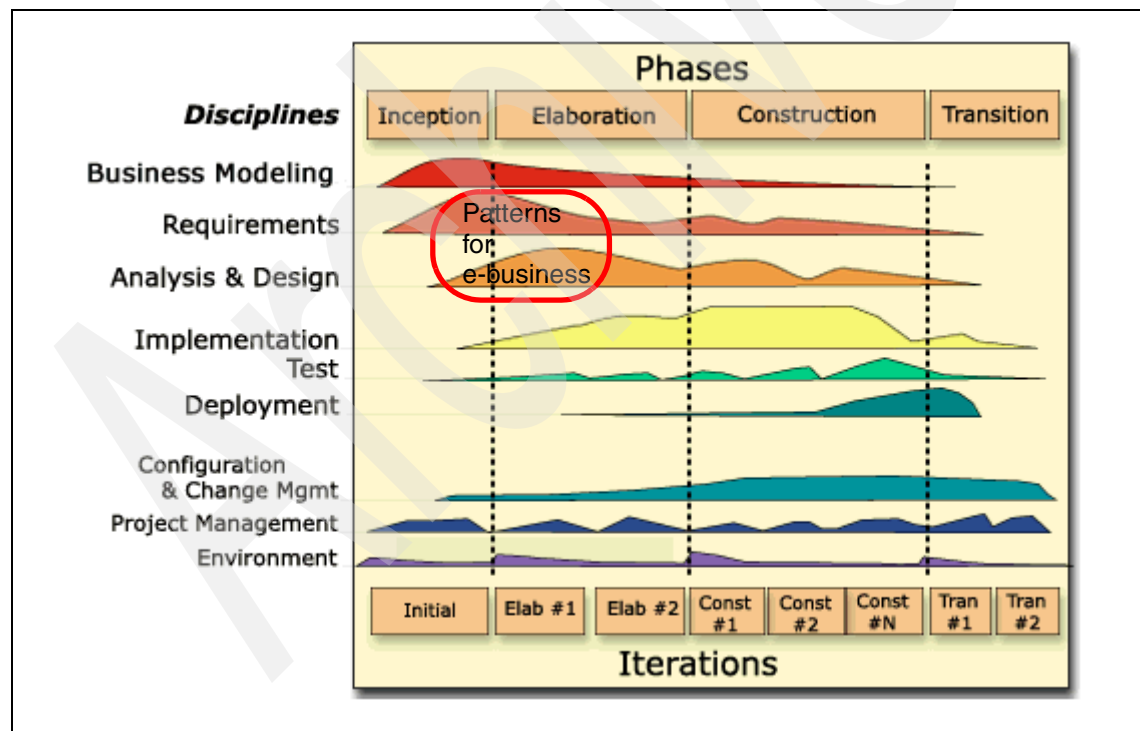 Phases
Disciplines
Inception
Elaboration
Construction
Transition
Business Modeling
Requirements
Patterns
for
e-business
Analysis & Design
Implementation
Test
Deployment
Configuration
& Change Mgmt
Project Management
Environment
Initial
Elab #1
Elab #2
Const
#1
Const
#2
Const
#N
Tran
#1
Tran
#2
Iterations